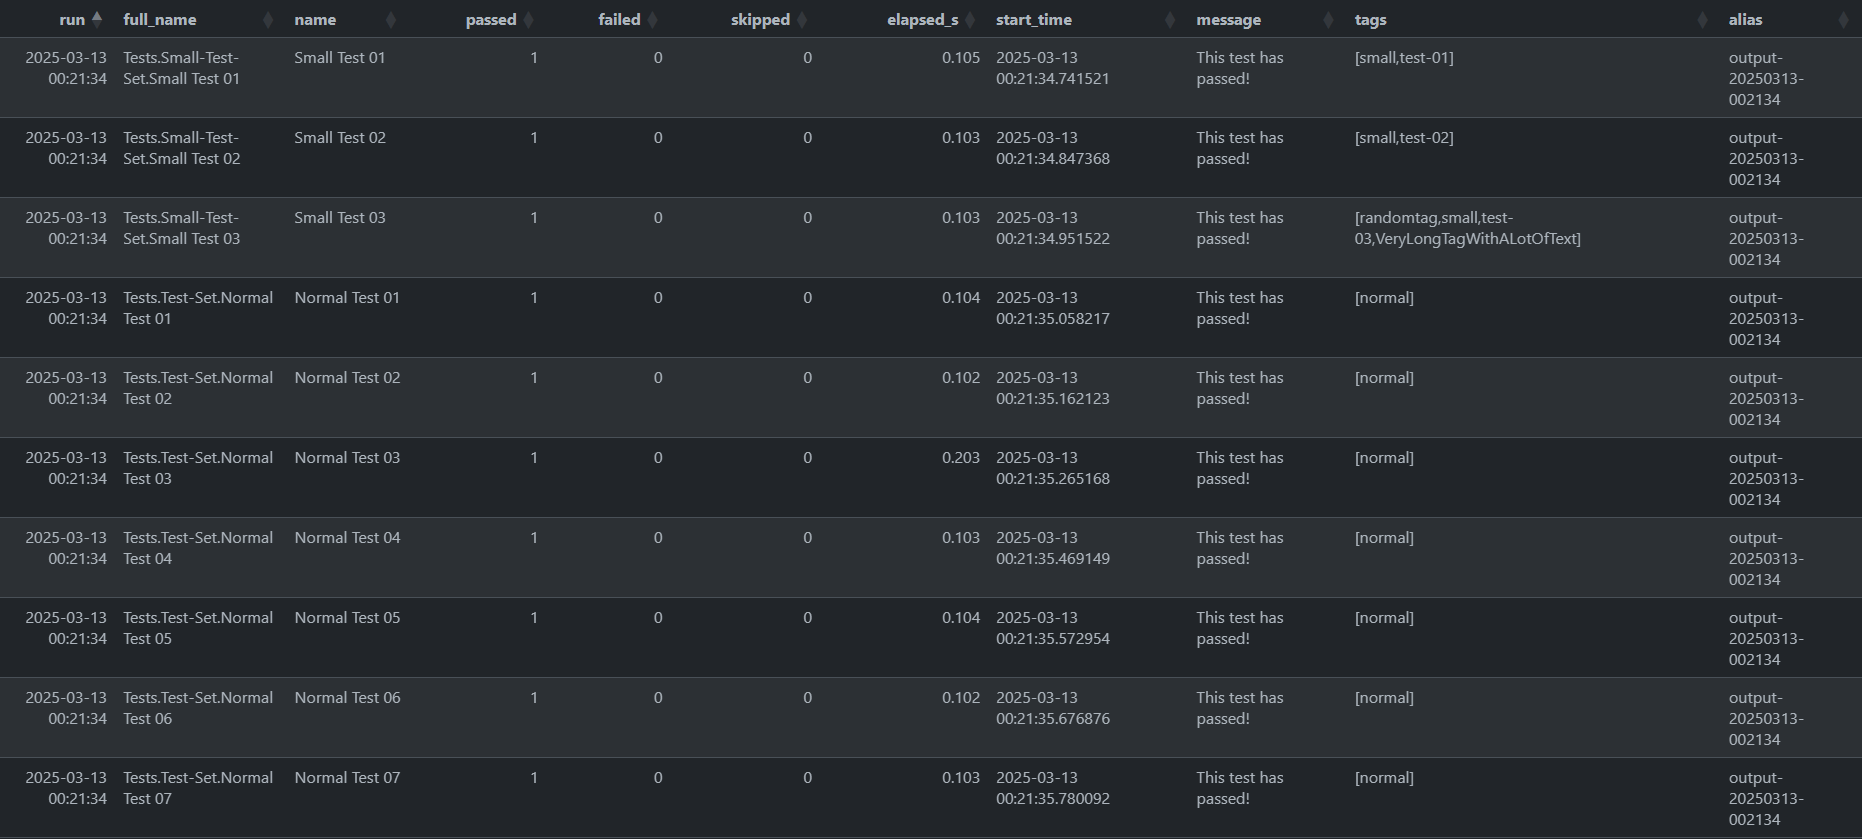 run full_name name passed failed skipped elapsed_s start_time message tags alias
2025-03-13 Tests.Small-Test- Small Test 01 1 0 0 0.105 2025-03-13 This test has [small,test-01] output-
00:21:34 Set.Small Test 01 00:21:34.741521 passed! 20250313-
002134
2025-03-13 Tests.Small-Test- Small Test 02 1 0 0 0.103 2025-03-13 This test has [small,test-02] output-
00:21:34 Set.Small Test 02 00:21:34.847368 passed! 20250313-
002134
2025-03-13 Tests.Small-Test- Small Test 03 1 0 0 0.103 2025-03-13 This test has [randomtag,small,test- output-
00:21:34 Set.Small Test 03 00:21:34.951522 passed! 03,VeryLongTagWithALotOfText] 20250313-
002134
2025-03-13 Tests.Test-Set.Normal Normal Test 01 1 0 0 0.104 2025-03-13 This test has [normal] output-
00:21:34 Test 01 00:21:35.058217 passed! 20250313-
002134
2025-03-13 Tests.Test-Set.Normal Normal Test 02 1 0 0 0.102 2025-03-13 This test has [normal] output-
00:21:34 Test 02 00:21:35.162123 passed! 20250313-
002134
2025-03-13 Tests.Test-Set.Normal Normal Test 03 1 0 0 0.203 2025-03-13 This test has [normal] output-
00:21:34 Test 03 00:21:35.265168 passed! 20250313-
002134
2025-03-13 Tests.Test-Set.Normal Normal Test 04 1 0 0 0.103 2025-03-13 This test has [normal] output-
00:21:34 Test 04 00:21:35.469149 passed! 20250313-
002134
2025-03-13 Tests.Test-Set.Normal Normal Test 05 1 0 0 0.104 2025-03-13 This test has [normal] output-
00:21:34 Test 05 00:21:35.572954 passed! 20250313-
002134
2025-03-13 Tests.Test-Set.Normal Normal Test 06 1 0 0 0.102 2025-03-13 This test has [normal] output-
00:21:34 Test 06 00:21:35.676876 passed! 20250313-
002134
2025-03-13 Tests.Test-Set.Normal Normal Test 07 1 0 0 0.103 2025-03-13 This test has [normal] output-
00:21:34 Test 07 00:21:35.780092 passed! 20250313-
002134